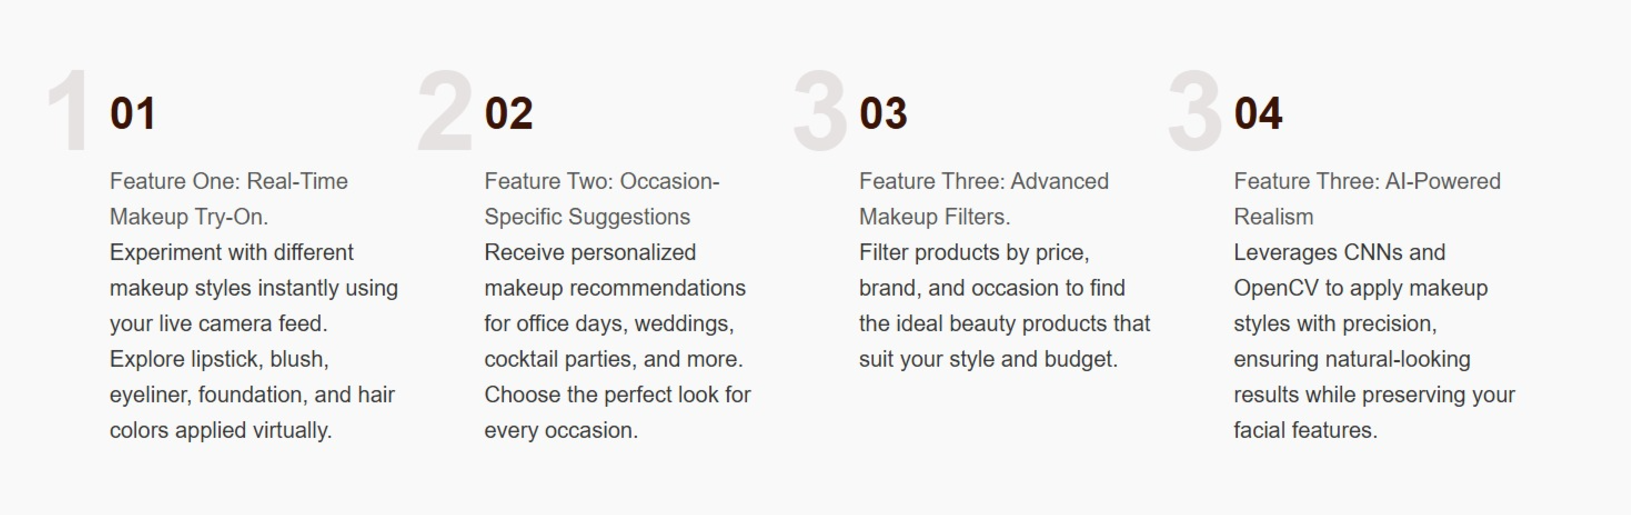 1 01
Feature One: Real-Time
Makeup Try-On.
Experiment with different
makeup styles instantly using
your live camera feed.
Explore lipstick, blush,
eyeliner, foundation, and hair
colors applied virtually.
2 02
Feature Two: Occasion-
Specific Suggestions
Receive personalized
makeup recommendations
for office days, weddings,
cocktail parties, and more.
Choose the perfect look for
every occasion.
3 03
Feature Three: Advanced
Makeup Filters.
Filter products by price,
brand, and occasion to find
the ideal beauty products that
suit your style and budget.
3 04
Feature Three: AI-Powered
Realism
Leverages CNNs and
OpenCV to apply makeup
styles with precision,
ensuring natural-looking
results while preserving your
facial features.